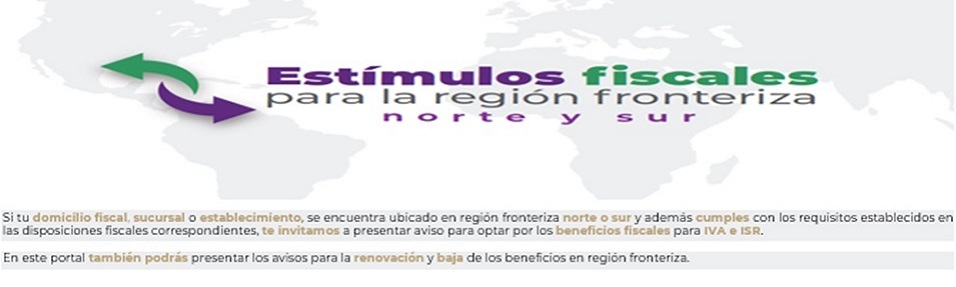 Estímulos fiscales
para la región fronteriza
norte y sur
Si tu domicilio fiscal, sucursal o establecimiento, se encuentra ubicado en región fronteriza norte o sur y además cumples con los requisitos establecidos en
las disposiciones fiscales correspondientes, te invitamos a presentar aviso para optar por los beneficios fiscales para IVA e ISR.
En este portal también podrás presentar los avisos para la renovación y baja de los beneficios en región fronteriza.